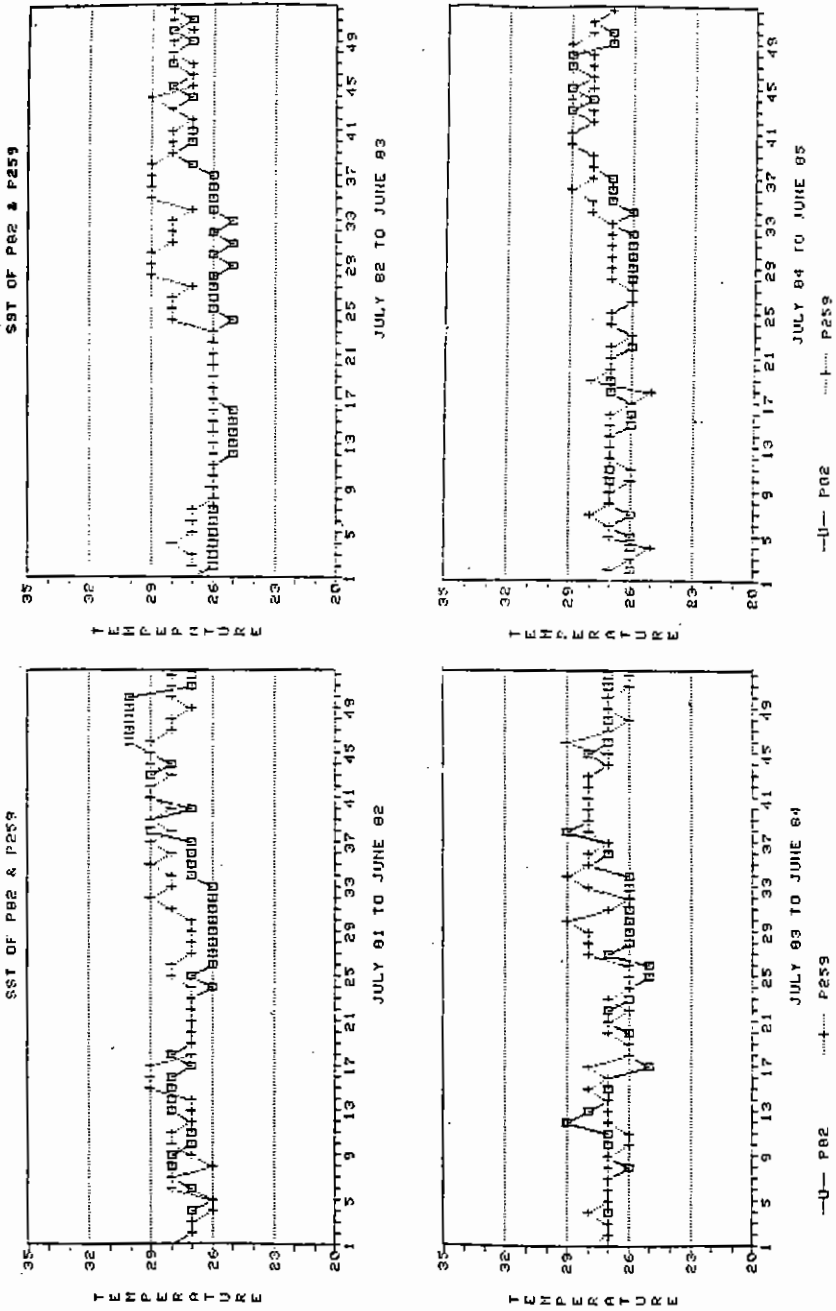 SST OF P82 & P259
TEMPERATURE
35
32
29
26
23
20
1 5 9 13 17 21 25 29 33 37 41 45 49
JULY 81 TO JUNE 82
SST OF P82 & P259
TEMPERATURE
35
32
29
26
23
20
1 5 9 13 17 21 25 29 33 37 41 45 49
JULY 82 TO JUNE 83
TEMPERATURE
35
32
29
26
23
20
1 5 9 13 17 21 25 29 33 37 41 45 49
JULY 83 TO JUNE 84
P82 P259
TEMPERATURE
35
32
29
26
23
20
1 5 9 13 17 21 25 29 33 37 41 45 49
JULY 84 TO JUNE 85
P82 P259